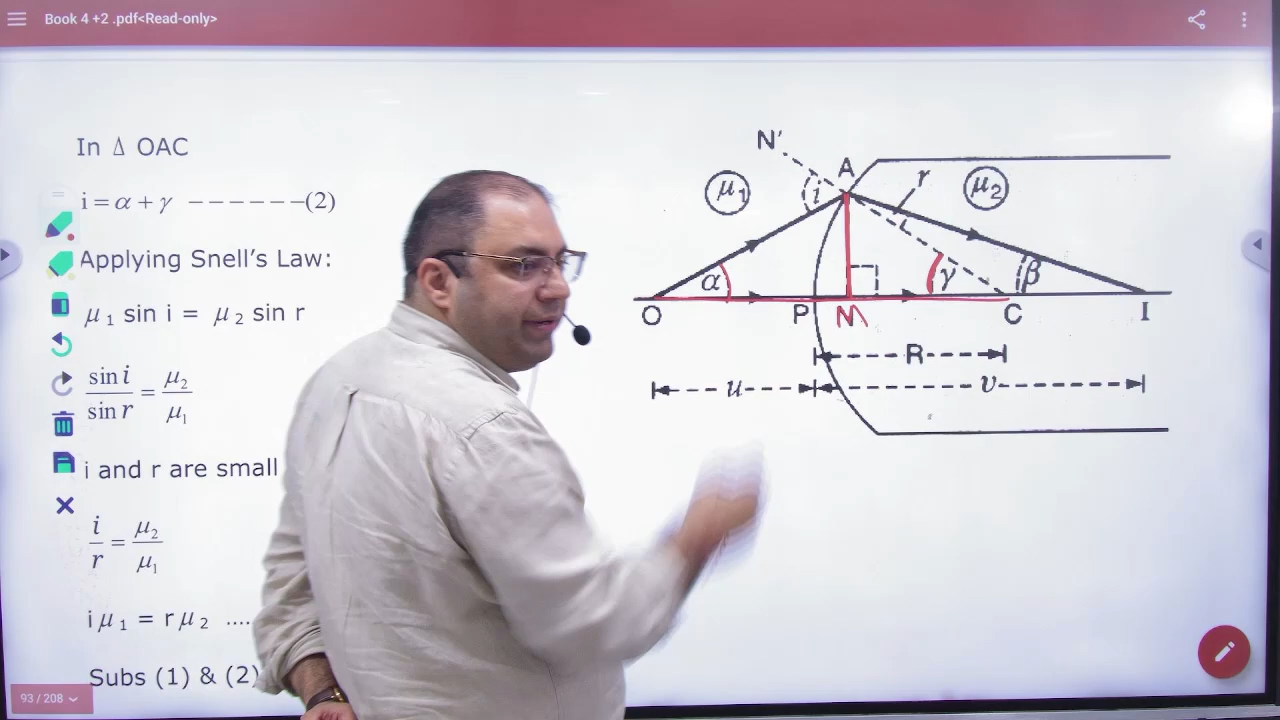 Book 4 +2 .pdf<Read-only>
In Δ OAC
i = α + γ ------(2)
Applying Snell's Law:
μ₁ sin i = μ₂ sin r
sin i / sin r = μ₂ / μ₁
i and r are small
i / r = μ₂ / μ₁
i μ₁ = r μ₂ ....
Subs (1) & (2)
93 / 208
N'
A
μ₁
i
r
μ₂
α
γ
β
O
P
M
C
I
R
u
υ